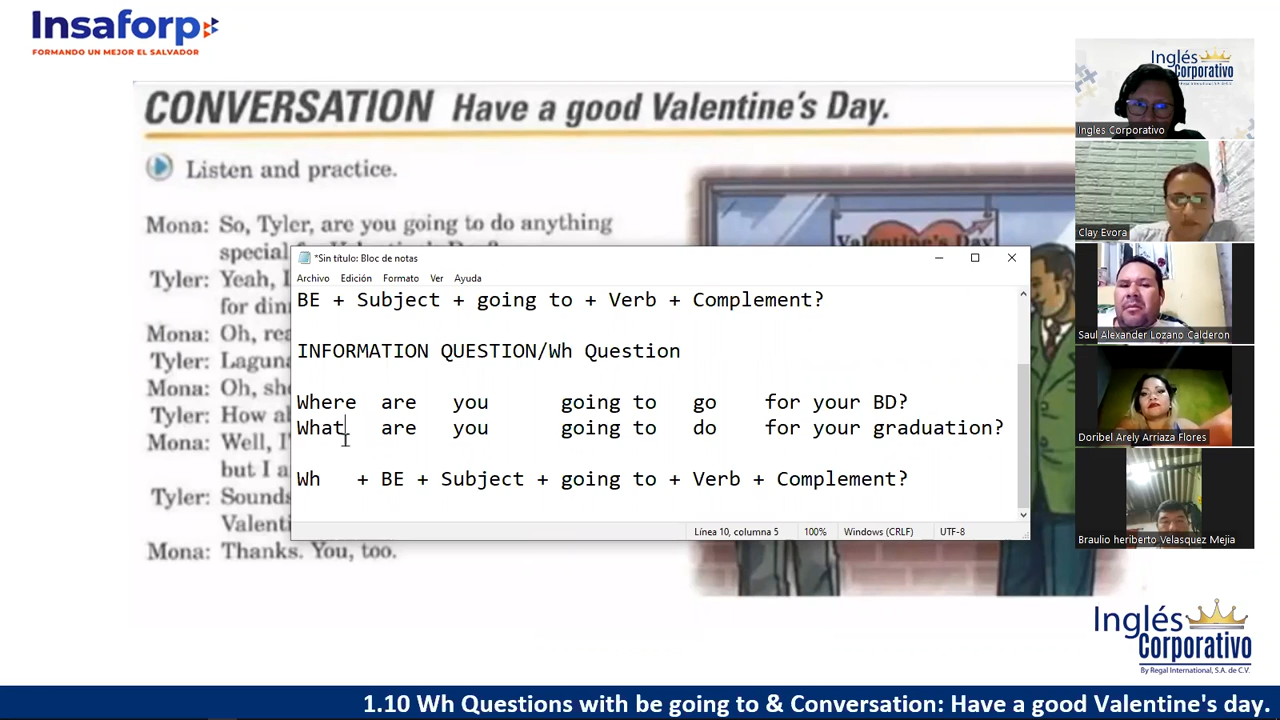 Insaforp
FORMANDO UN MEJOR EL SALVADOR
CONVERSATION Have a good Valentine's Day.
Listen and practice.
Mona: So, Tyler, are you going to do anything
special for Valentine's Day?
Tyler: Yeah, I
for din
Mona: Oh, rea
Tyler: Laguna
Mona: Oh, sh
Tyler: How a
Mona: Well, I'
but I a
Tyler: Sounds
Valenti
Mona: Thanks. You, too.
Valentine's Day
*Sin título: Bloc de notas
Archivo Edición Formato Ver Ayuda
BE + Subject + going to + Verb + Complement?
INFORMATION QUESTION/Wh Question
Where are you going to go for your BD?
What are you going to do for your graduation?
Wh + BE + Subject + going to + Verb + Complement?
Línea 10, columna 5 100% Windows (CRLF) UTF-8
Inglés
Corporativo
Ingles Corporativo
Clay Evora
Saul Alexander Lozano Calderon
Doribel Arely Arriaza Flores
Braulio heriberto Velasquez Mejia
Inglés
Corporativo
By Regal International, S.A. de C.V.
1.10 Wh Questions with be going to & Conversation: Have a good Valentine's day.